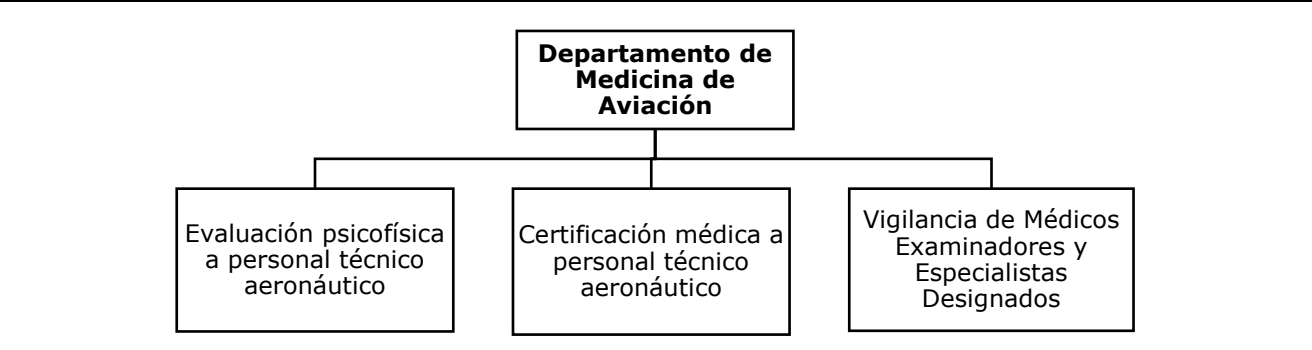 Departamento de
Medicina de
Aviación
Evaluación psicofísica
a personal técnico
aeronáutico
Certificación médica a
personal técnico
aeronáutico
Vigilancia de Médicos
Examinadores y
Especialistas
Designados